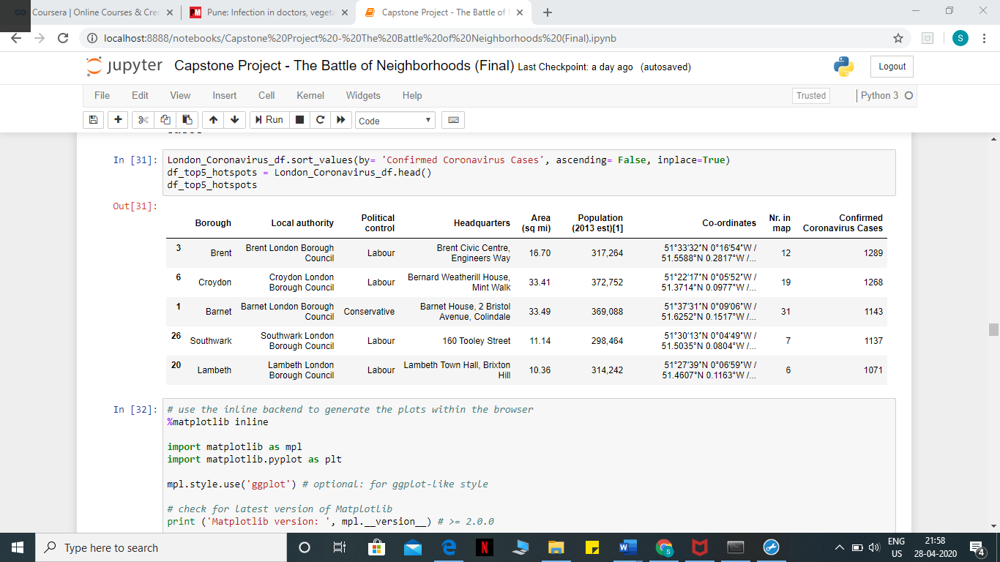 Coursera | Online Courses & Cre
Pune: Infection in doctors, vegeta
Capstone Project - The Battle of
localhost:8888/notebooks/Capstone%20Project%20-%20The%20Battle%20of%20Neighborhoods%20(Final).ipynb
S
jupyter Capstone Project - The Battle of Neighborhoods (Final) Last Checkpoint: a day ago (autosaved)
Logout
File Edit View Insert Cell Kernel Widgets Help
Trusted
Python 3
Run
Code
In [31]:
London_Coronavirus_df.sort_values(by= 'Confirmed Coronavirus Cases', ascending= False, inplace=True)
df_top5_hotspots = London_Coronavirus_df.head()
df_top5_hotspots
Out[31]:
Borough Local authority Political control Headquarters Area (sq mi) Population (2013 est)[1] Co-ordinates Nr. in map Confirmed Coronavirus Cases
3 Brent Brent London Borough Council Labour Brent Civic Centre, Engineers Way 16.70 317,264 51°33′32″N 0°16′54″W / 51.5588°N 0.2817°W /... 12 1289
6 Croydon Croydon London Borough Council Labour Bernard Weatherill House, Mint Walk 33.41 372,752 51°22′17″N 0°05′52″W / 51.3714°N 0.0977°W /... 19 1268
1 Barnet Barnet London Borough Council Conservative Barnet House, 2 Bristol Avenue, Colindale 33.49 369,088 51°37′31″N 0°09′06″W / 51.6252°N 0.1517°W /... 31 1143
26 Southwark Southwark London Borough Council Labour 160 Tooley Street 11.14 298,464 51°30′13″N 0°04′49″W / 51.5035°N 0.0804°W /... 7 1137
20 Lambeth Lambeth London Borough Council Labour Lambeth Town Hall, Brixton Hill 10.36 314,242 51°27′39″N 0°06′59″W / 51.4607°N 0.1163°W /... 6 1071
In [32]:
# use the inline backend to generate the plots within the browser
%matplotlib inline
import matplotlib as mpl
import matplotlib.pyplot as plt
mpl.style.use('ggplot') # optional: for ggplot-like style
# check for latest version of Matplotlib
print ('Matplotlib version: ', mpl.__version__) # >= 2.0.0
Type here to search
ENG
US
21:58
28-04-2020
4